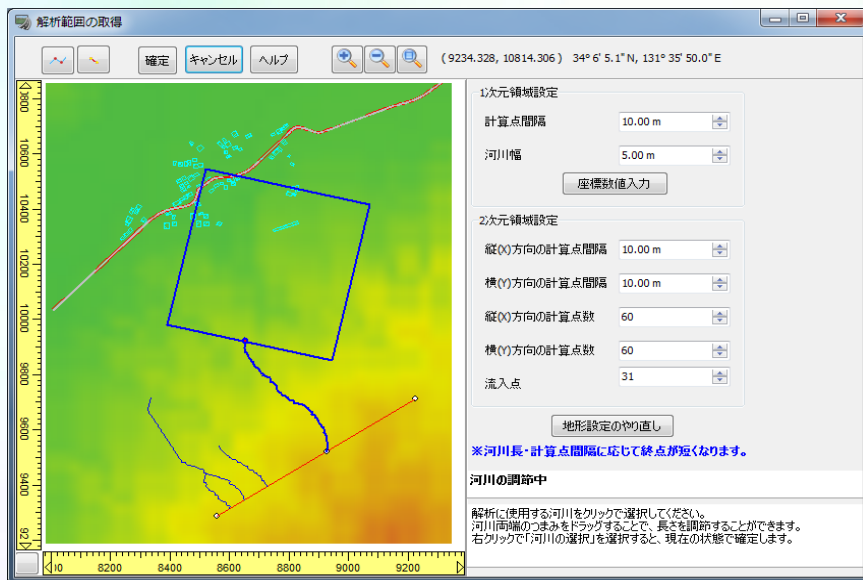 解析範囲の取得
確定
キャンセル
ヘルプ
( 9234.328, 10814.306 ) 34° 6' 5.1" N, 131° 35' 50.0" E
1次元領域設定
計算点間隔 10.00 m
河川幅 5.00 m
座標数値入力
2次元領域設定
縦(X)方向の計算点間隔 10.00 m
横(Y)方向の計算点間隔 10.00 m
縦(X)方向の計算点数 60
横(Y)方向の計算点数 60
流入点 31
地形設定のやり直し
※河川長・計算点間隔に応じて終点が短くなります。
河川の調節中
解析に使用する河川をクリックで選択してください。
河川両端のつまみをドラッグすることで、長さを調節することができます。
右クリックで「河川の選択」を選択すると、現在の状態で確定します。
10800
10600
10400
10200
10000
9800
9600
9400
92
8200 8400 8600 8800 9000 9200